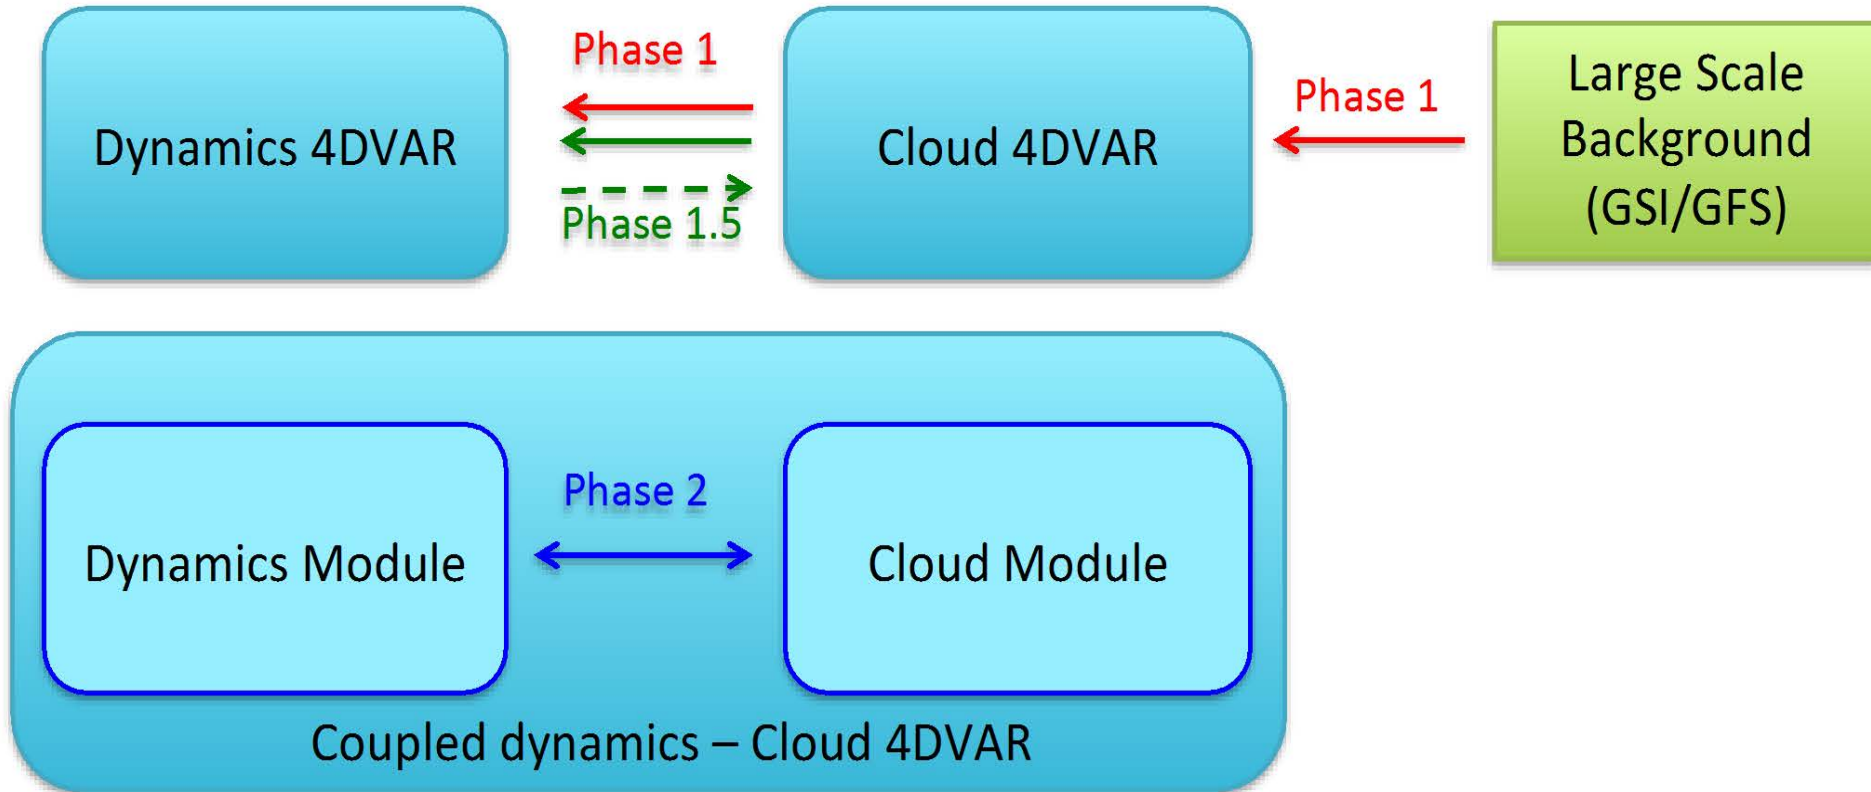 Dynamics 4DVAR
Phase 1
Phase 1.5
Cloud 4DVAR
Phase 1
Large Scale
Background
(GSI/GFS)
Dynamics Module
Phase 2
Cloud Module
Coupled dynamics – Cloud 4DVAR